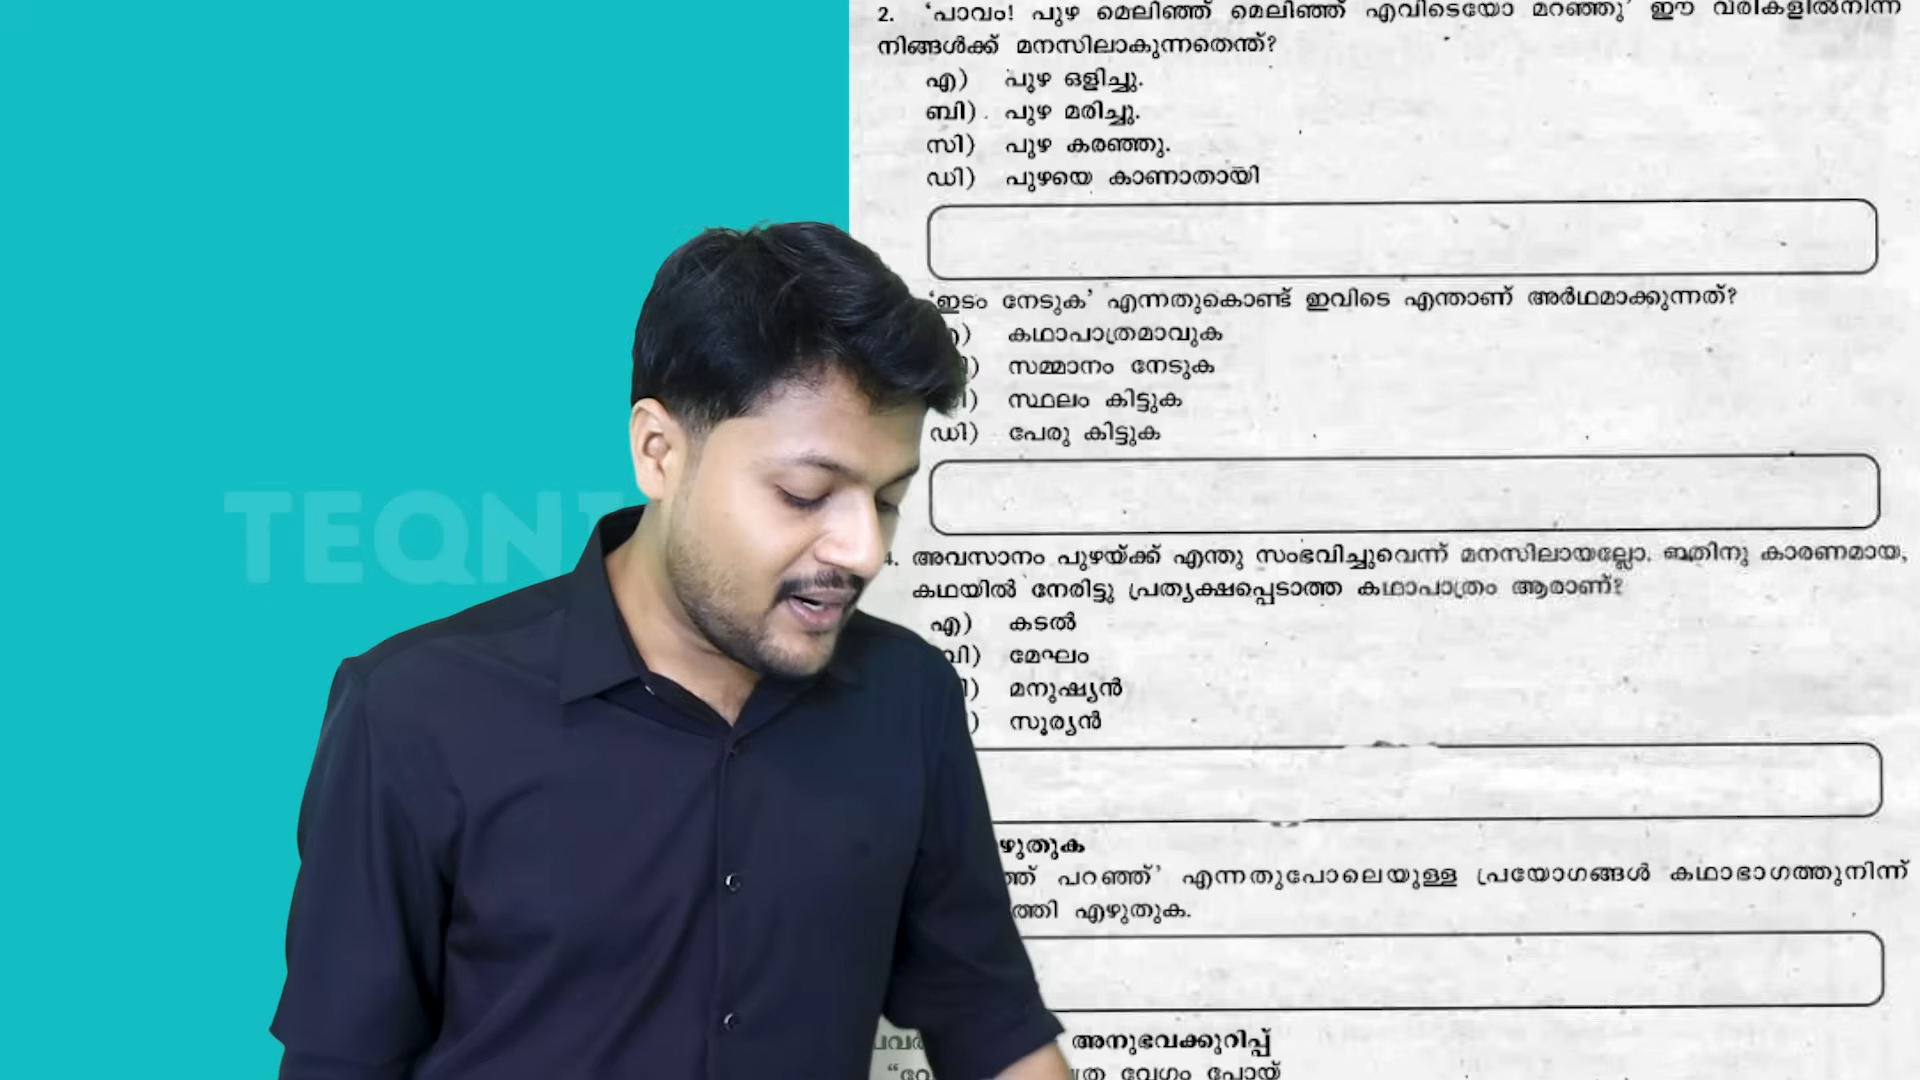 2. 'പാവം! പുഴ മെലിഞ്ഞ് മെലിഞ്ഞ് എവിടെയോ മറഞ്ഞു' ഈ വരികളിൽനിന്ന്
നിങ്ങൾക്ക് മനസിലാകുന്നതെന്ത്?
എ) പുഴ ഒളിച്ചു.
ബി) പുഴ മരിച്ചു.
സി) പുഴ കരഞ്ഞു.
ഡി) പുഴയെ കാണാതായി
'ഇടം നേടുക' എന്നതുകൊണ്ട് ഇവിടെ എന്താണ് അർഥമാക്കുന്നത്?
കഥാപാത്രമാവുക
സമ്മാനം നേടുക
സ്ഥലം കിട്ടുക
ഡി) പേരു കിട്ടുക
TEQN
4. അവസാനം പുഴയ്ക്ക് എന്തു സംഭവിച്ചുവെന്ന് മനസിലായല്ലോ. ഇതിനു കാരണമായ,
കഥയിൽ നേരിട്ടു പ്രത്യക്ഷപ്പെടാത്ത കഥാപാത്രം ആരാണ്?
എ) കടൽ
മേഘം
മനുഷ്യൻ
സൂര്യൻ
ഴുതുക
ത്ത് പറഞ്ഞ്' എന്നതുപോലെയുള്ള പ്രയോഗങ്ങൾ കഥാഭാഗത്തുനിന്ന്
ത്തി എഴുതുക.
അനുഭവക്കുറിപ്പ്
വേഗം പോയ്